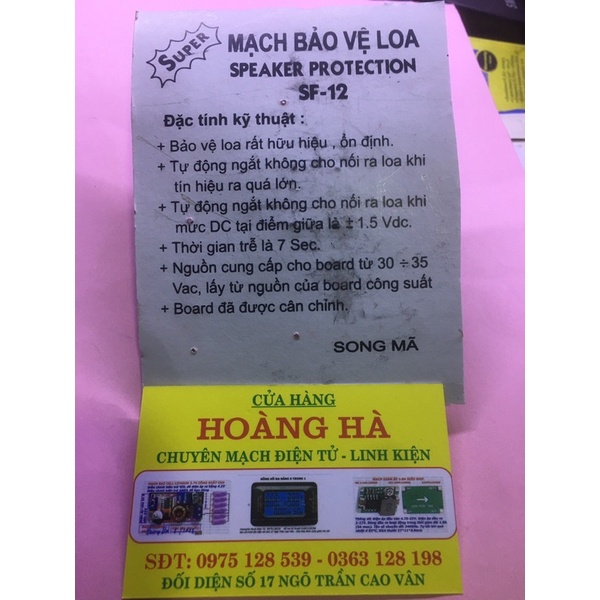 SUPER
MẠCH BẢO VỆ LOA
SPEAKER PROTECTION
SF-12
Đặc tính kỹ thuật :
+ Bảo vệ loa rất hữu hiệu , ổn định.
+ Tự động ngắt không cho nối ra loa khi
tín hiệu ra quá lớn.
+ Tự động ngắt không cho nối ra loa khi
mức DC tại điểm giữa là ± 1.5 Vdc.
+ Thời gian trễ là 7 Sec.
+ Nguồn cung cấp cho board từ 30 ÷ 35
Vac, lấy từ nguồn của board công suất
+ Board đã được cân chỉnh.
SONG MÃ
CỬA HÀNG
HOÀNG HÀ
CHUYÊN MẠCH ĐIỆN TỬ - LINH KIỆN
SĐT: 0975 128 539 - 0363 128 198
ĐỐI DIỆN SỐ 17 NGÕ TRẦN CAO VÂN